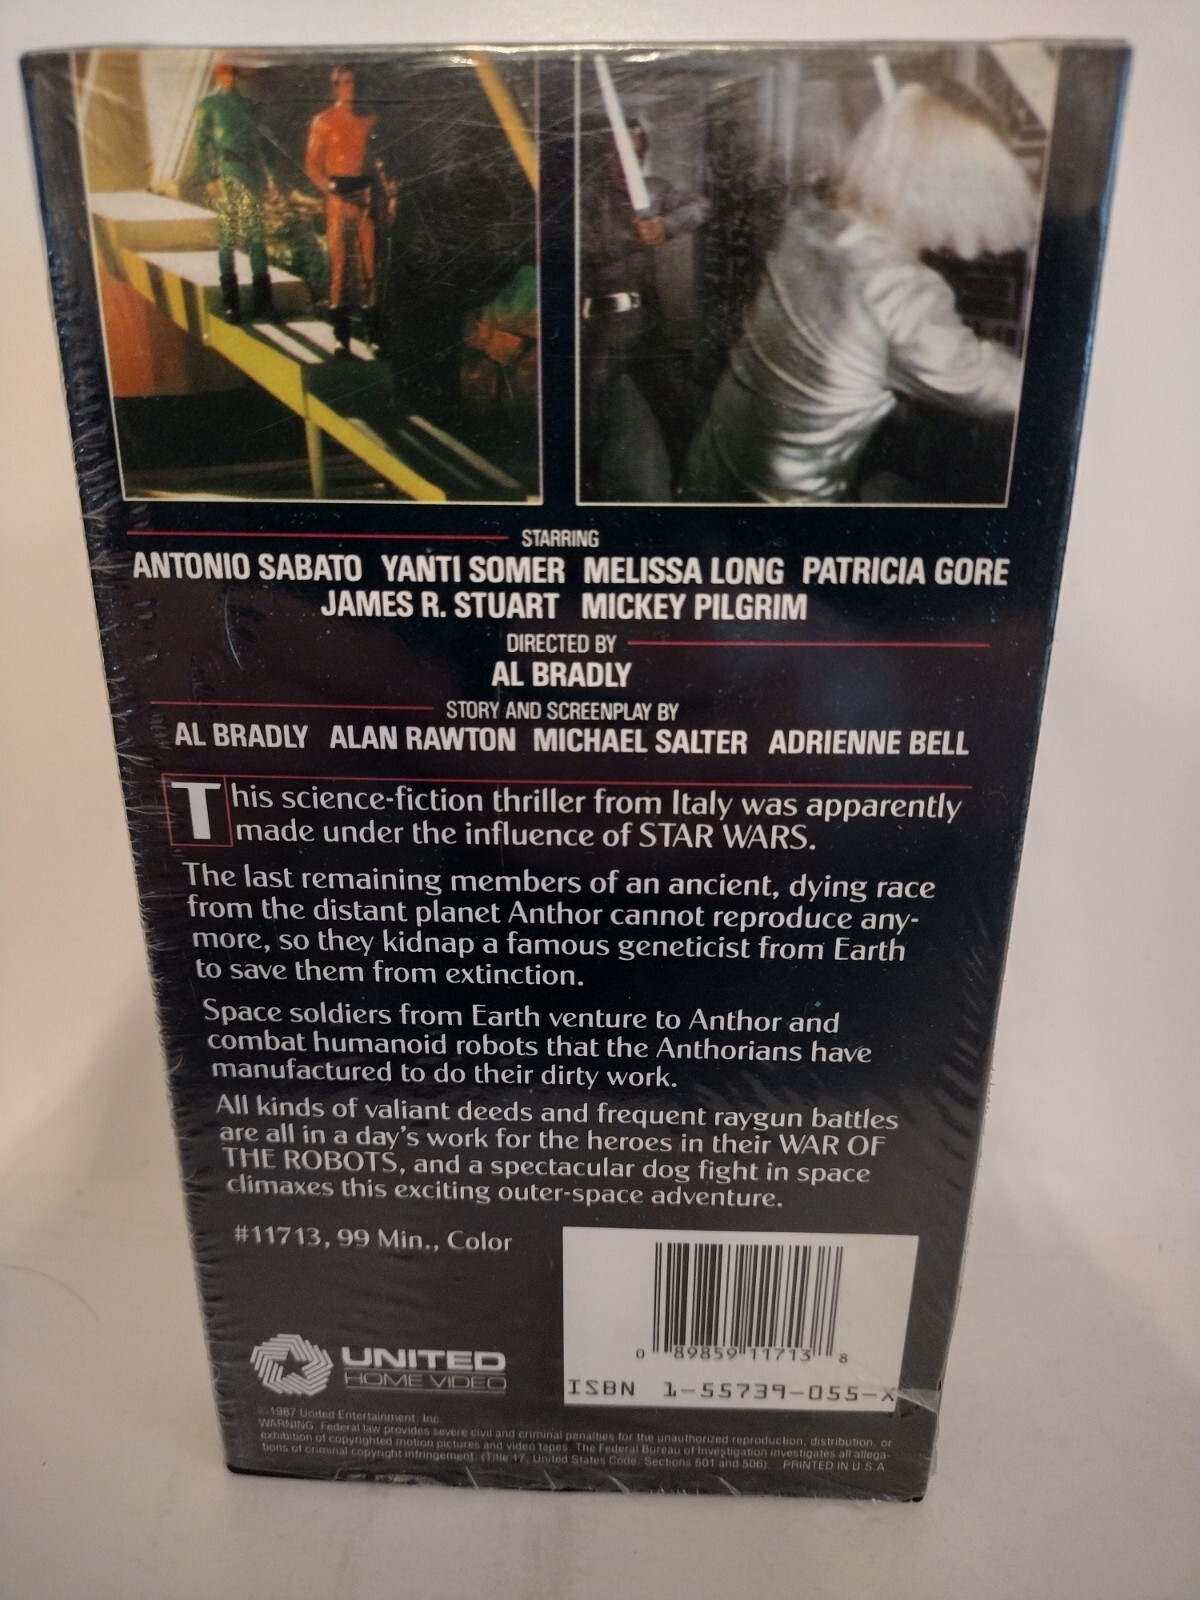 STARRING
ANTONIO SABATO YANTI SOMER MELISSA LONG PATRICIA GORE
JAMES R. STUART MICKEY PILGRIM
DIRECTED BY
AL BRADLY
STORY AND SCREENPLAY BY
AL BRADLY ALAN RAWTON MICHAEL SALTER ADRIENNE BELL
This science-fiction thriller from Italy was apparently
made under the influence of STAR WARS.
The last remaining members of an ancient, dying race
from the distant planet Anthor cannot reproduce any-
more, so they kidnap a famous geneticist from Earth
to save them from extinction.
Space soldiers from Earth venture to Anthor and
combat humanoid robots that the Anthorians have
manufactured to do their dirty work.
All kinds of valiant deeds and frequent raygun battles
are all in a day's work for the heroes in their WAR OF
THE ROBOTS, and a spectacular dog fight in space
climaxes this exciting outer-space adventure.
#11713, 99 Min., Color
0 89859 11713 8
ISBN 1-55739-055-X
UNITED
HOME VIDEO
© 1987 United Entertainment, Inc.
WARNING: Federal law provides severe civil and criminal penalties for the unauthorized reproduction, distribution, or
exhibition of copyrighted motion pictures and video tapes. The Federal Bureau of Investigation investigates all allega-
tions of criminal copyright infringement. (Title 17, United States Code, Sections 501 and 506). PRINTED IN U.S.A.